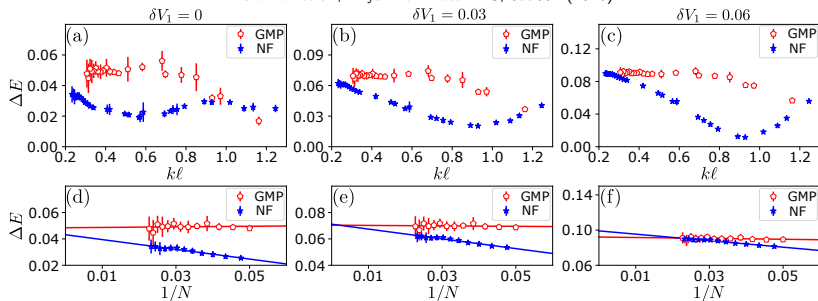 δV₁ = 0 δV₁ = 0.03 δV₁ = 0.06
(a) GMP NF
0.06
0.04
0.02
0.00
ΔE
0.2 0.4 0.6 0.8 1.0 1.2
kℓ
(b) GMP NF
0.09
0.06
0.03
0.00
0.2 0.4 0.6 0.8 1.0 1.2
kℓ
(c) GMP NF
0.12
0.08
0.04
0.00
0.2 0.4 0.6 0.8 1.0 1.2
kℓ
(d) GMP NF
0.06
0.04
0.02
ΔE
0.01 0.03 0.05
1/N
(e) GMP NF
0.08
0.06
0.04
0.01 0.03 0.05
1/N
(f) GMP NF
0.14
0.10
0.06
0.01 0.03 0.05
1/N